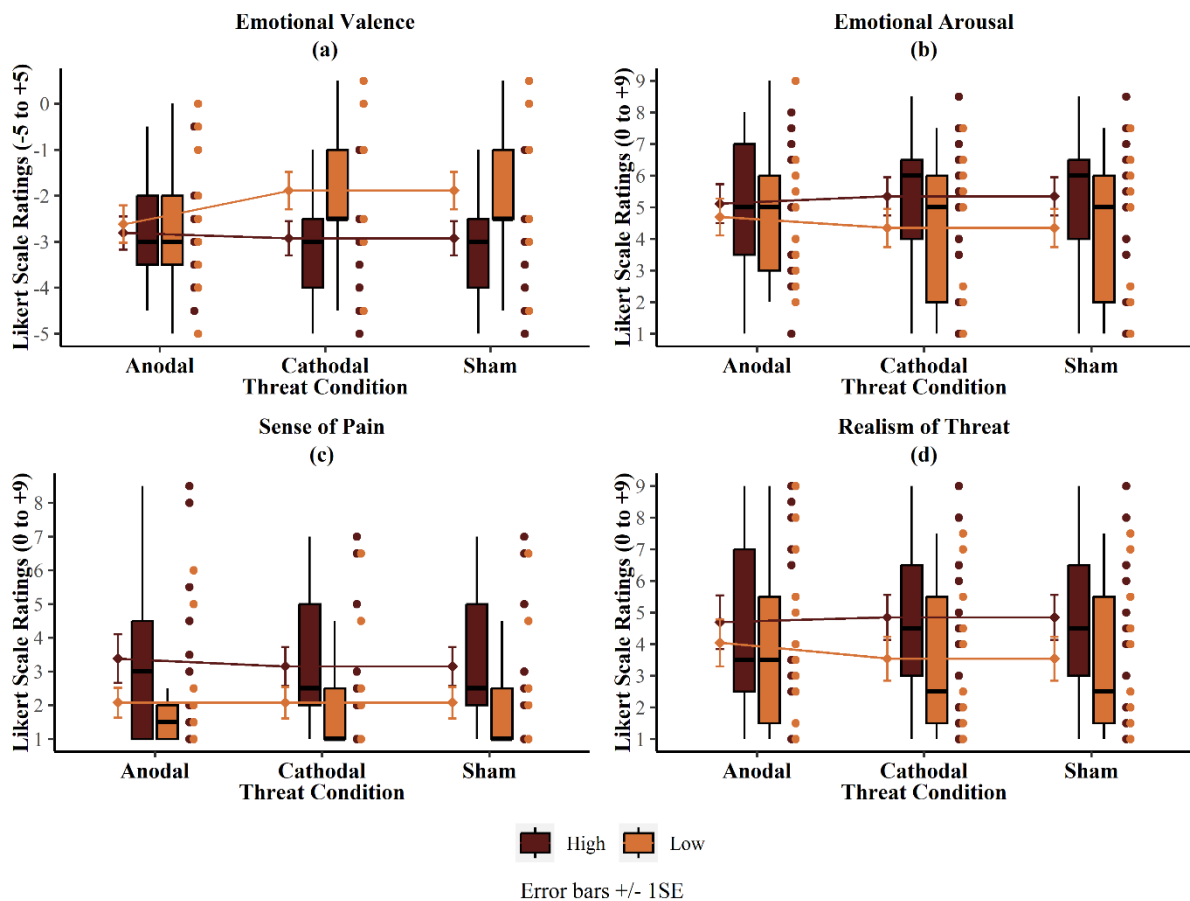 Emotional Valence
(a)
Likert Scale Ratings (-5 to +5)
0
-1
-2
-3
-4
-5
Anodal Cathodal Sham
Threat Condition
Emotional Arousal
(b)
Likert Scale Ratings (0 to +9)
9
8
7
6
5
4
3
2
1
Anodal Cathodal Sham
Threat Condition
Sense of Pain
(c)
Likert Scale Ratings (0 to +9)
8
7
6
5
4
3
2
1
Anodal Cathodal Sham
Threat Condition
Realism of Threat
(d)
Likert Scale Ratings (0 to +9)
9
8
7
6
5
4
3
2
1
Anodal Cathodal Sham
Threat Condition
High Low
Error bars +/- 1SE